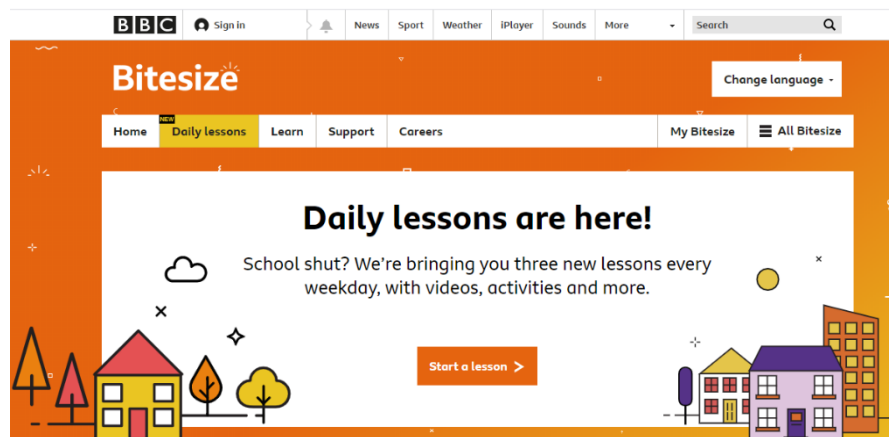 BBC Sign in News Sport Weather iPlayer Sounds More Search
Bitesize
Change language
NEW
Home Daily lessons Learn Support Careers My Bitesize All Bitesize
Daily lessons are here!
School shut? We're bringing you three new lessons every
weekday, with videos, activities and more.
Start a lesson >